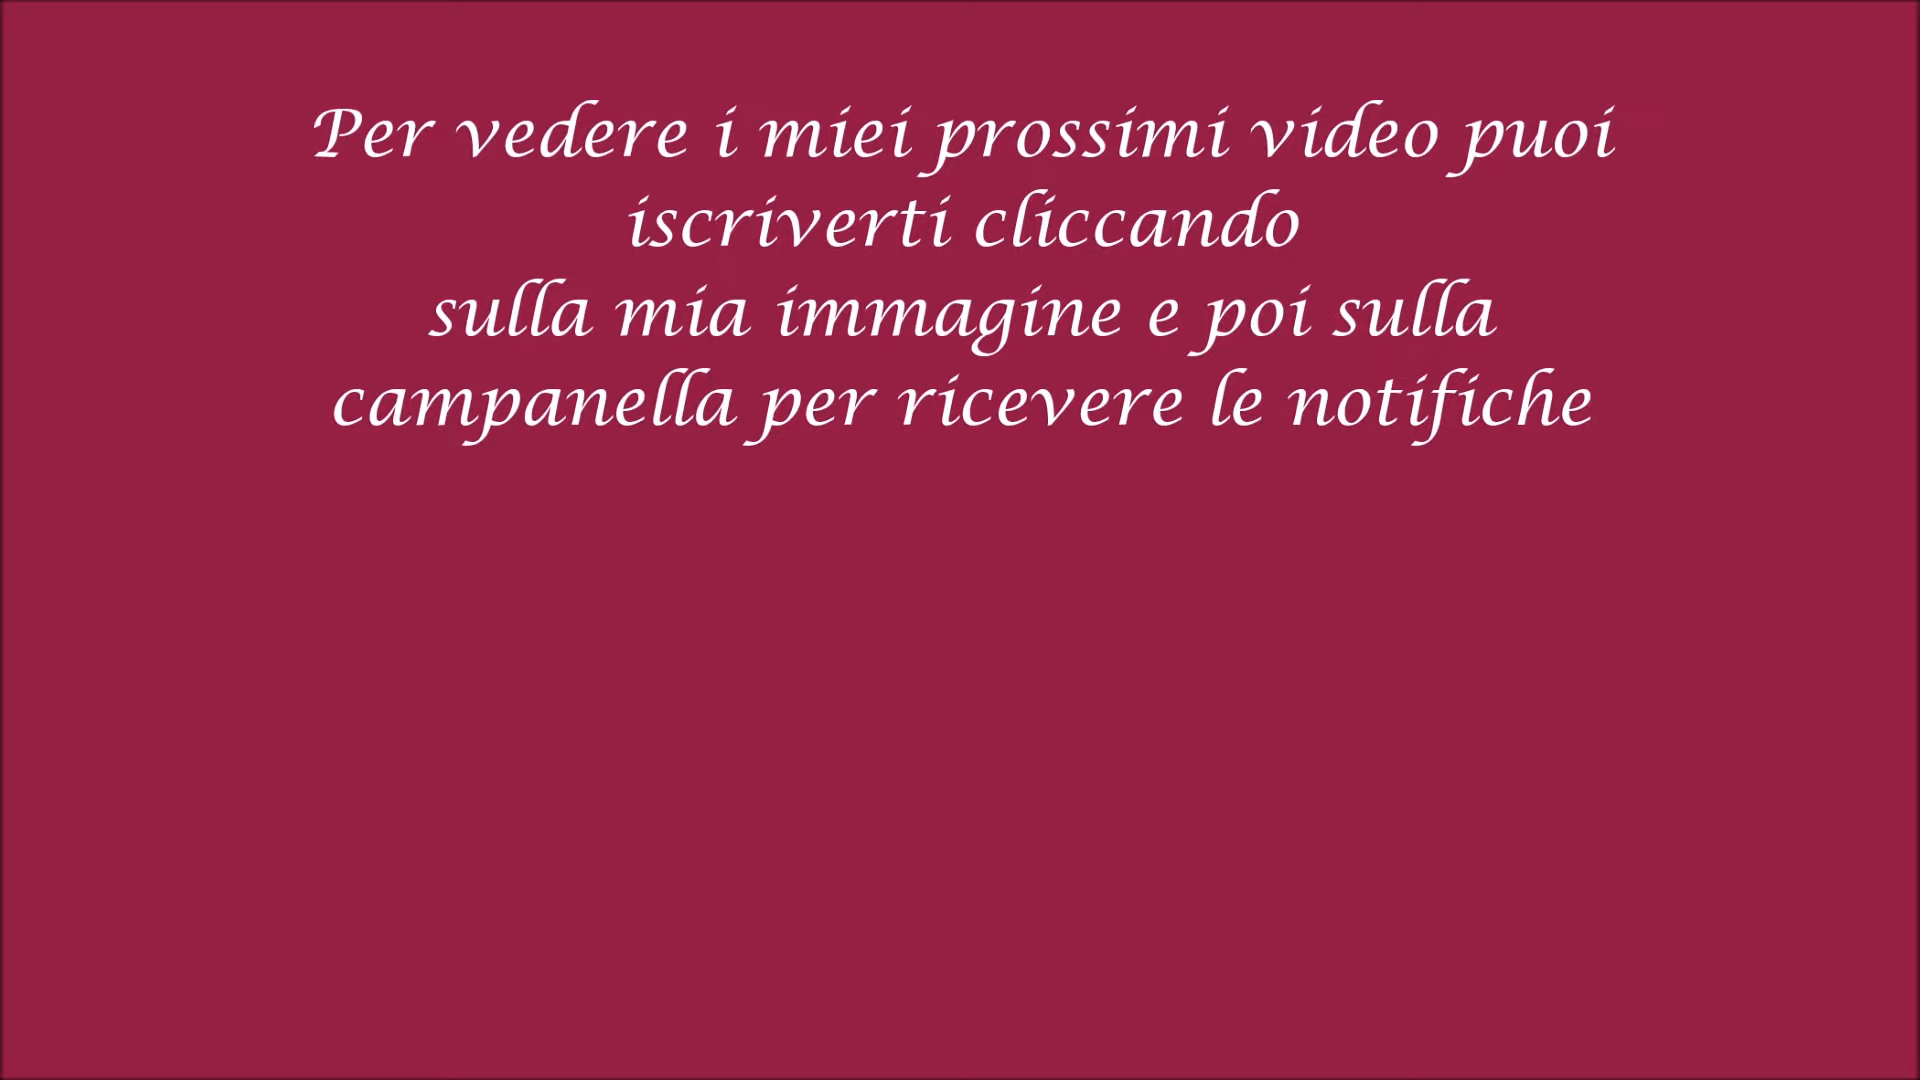 Per vedere i miei prossimi video puoi
iscriverti cliccando
sulla mia immagine e poi sulla
campanella per ricevere le notifiche